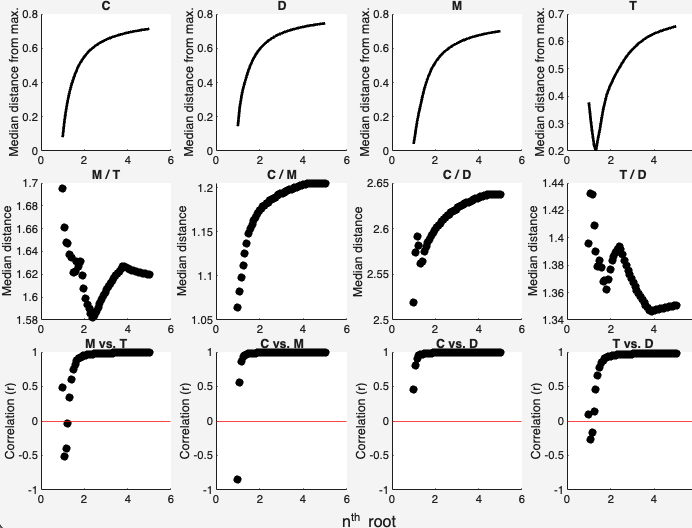 C
D
M
T
Median distance from max.
0.8
0.6
0.4
0.2
0
0 2 4 6
Median distance from max.
0.8
0.6
0.4
0.2
0
0 2 4 6
Median distance from max.
0.8
0.6
0.4
0.2
0
0 2 4 6
Median distance from max.
0.7
0.6
0.5
0.4
0.3
0.2
0 2 4
M / T
C / M
C / D
T / D
Median distance
1.7
1.68
1.66
1.64
1.62
1.6
1.58
0 2 4 6
Median distance
1.2
1.15
1.1
1.05
0 2 4 6
Median distance
2.65
2.6
2.55
2.5
0 2 4 6
Median distance
1.44
1.42
1.4
1.38
1.36
1.34
0 2 4
M vs. T
C vs. M
C vs. D
T vs. D
Correlation (r)
1
0.5
0
-0.5
-1
0 2 4 6
Correlation (r)
1
0.5
0
-0.5
-1
0 2 4 6
Correlation (r)
1
0.5
0
-0.5
-1
0 2 4 6
Correlation (r)
1
0.5
0
-0.5
-1
0 2 4
nth root